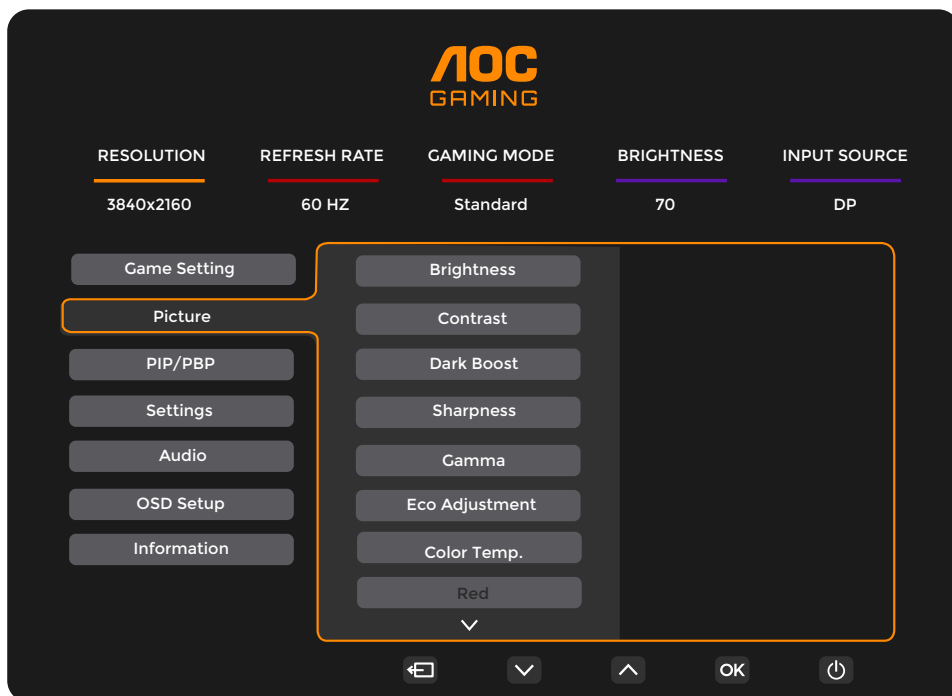 AOC
GAMING
RESOLUTION REFRESH RATE GAMING MODE BRIGHTNESS INPUT SOURCE
3840x2160 60 HZ Standard 70 DP
Game Setting
Picture
PIP/PBP
Settings
Audio
OSD Setup
Information
Brightness
Contrast
Dark Boost
Sharpness
Gamma
Eco Adjustment
Color Temp.
Red
OK